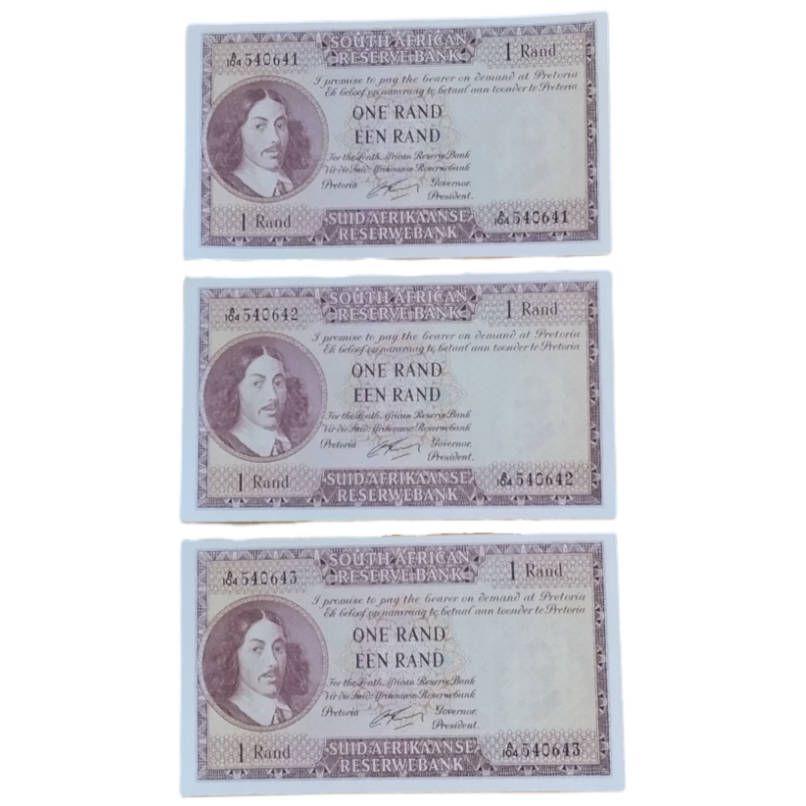 SOUTH AFRICAN
RESERVE BANK
A/104 540641
1 Rand
I promise to pay the bearer on demand at Pretoria
Ek beloof op aanvraag te betaal aan toonder te Pretoria
ONE RAND
EEN RAND
For the South African Reserve Bank
Vir die Suid-Afrikaanse Reserwebank
Pretoria
Governor.
President.
1 Rand
SUID-AFRIKAANSE
RESERWEBANK
A/104 540641
SOUTH AFRICAN
RESERVE BANK
A/104 540642
1 Rand
I promise to pay the bearer on demand at Pretoria
Ek beloof op aanvraag te betaal aan toonder te Pretoria
ONE RAND
EEN RAND
For the South African Reserve Bank
Vir die Suid-Afrikaanse Reserwebank
Pretoria
Governor.
President.
1 Rand
SUID-AFRIKAANSE
RESERWEBANK
A/104 540642
SOUTH AFRICAN
RESERVE BANK
A/104 540643
1 Rand
I promise to pay the bearer on demand at Pretoria
Ek beloof op aanvraag te betaal aan toonder te Pretoria
ONE RAND
EEN RAND
For the South African Reserve Bank
Vir die Suid-Afrikaanse Reserwebank
Pretoria
Governor.
President.
1 Rand
SUID-AFRIKAANSE
RESERWEBANK
A/104 540643